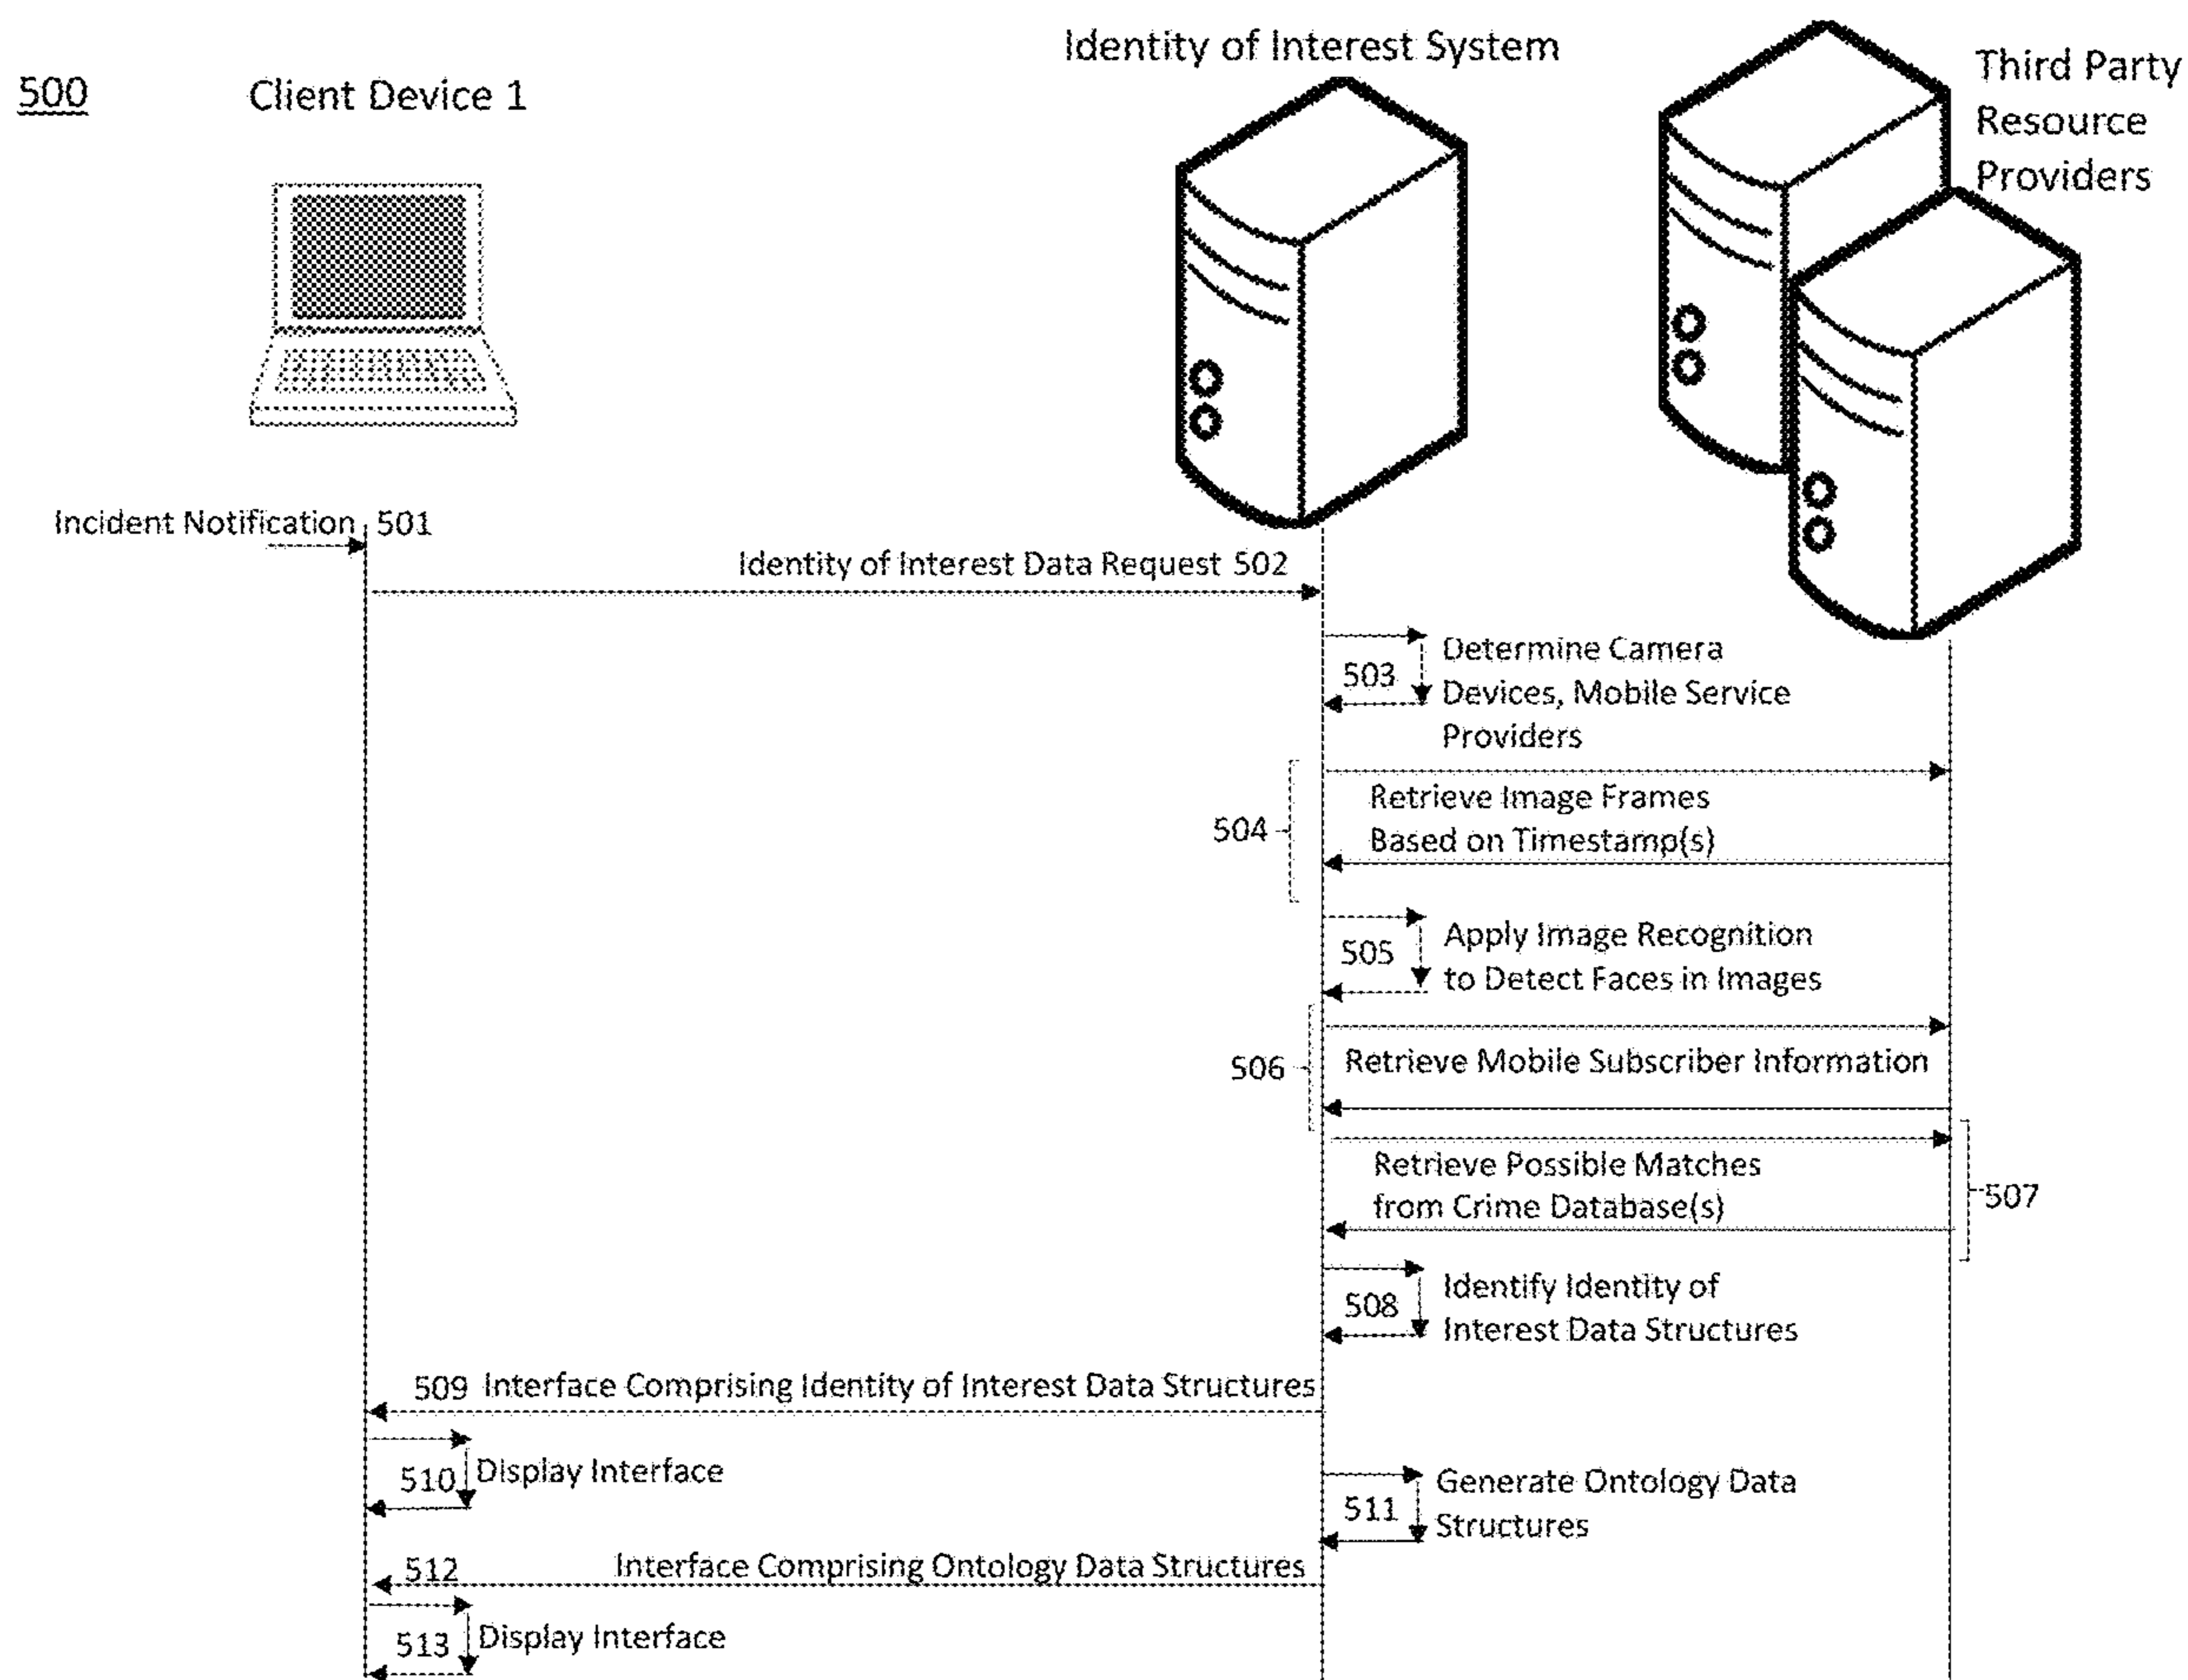 500
Client Device 1
Identity of Interest System
Third Party
Resource
Providers
Incident Notification 501
Identity of Interest Data Request 502
503
Determine Camera
Devices, Mobile Service
Providers
504
Retrieve Image Frames
Based on Timestamp(s)
505
Apply Image Recognition
to Detect Faces in Images
506
Retrieve Mobile Subscriber Information
Retrieve Possible Matches
from Crime Database(s)
507
508
Identify Identity of
Interest Data Structures
509 Interface Comprising Identity of Interest Data Structures
510 Display Interface
511
Generate Ontology Data
Structures
512 Interface Comprising Ontology Data Structures
513 Display Interface